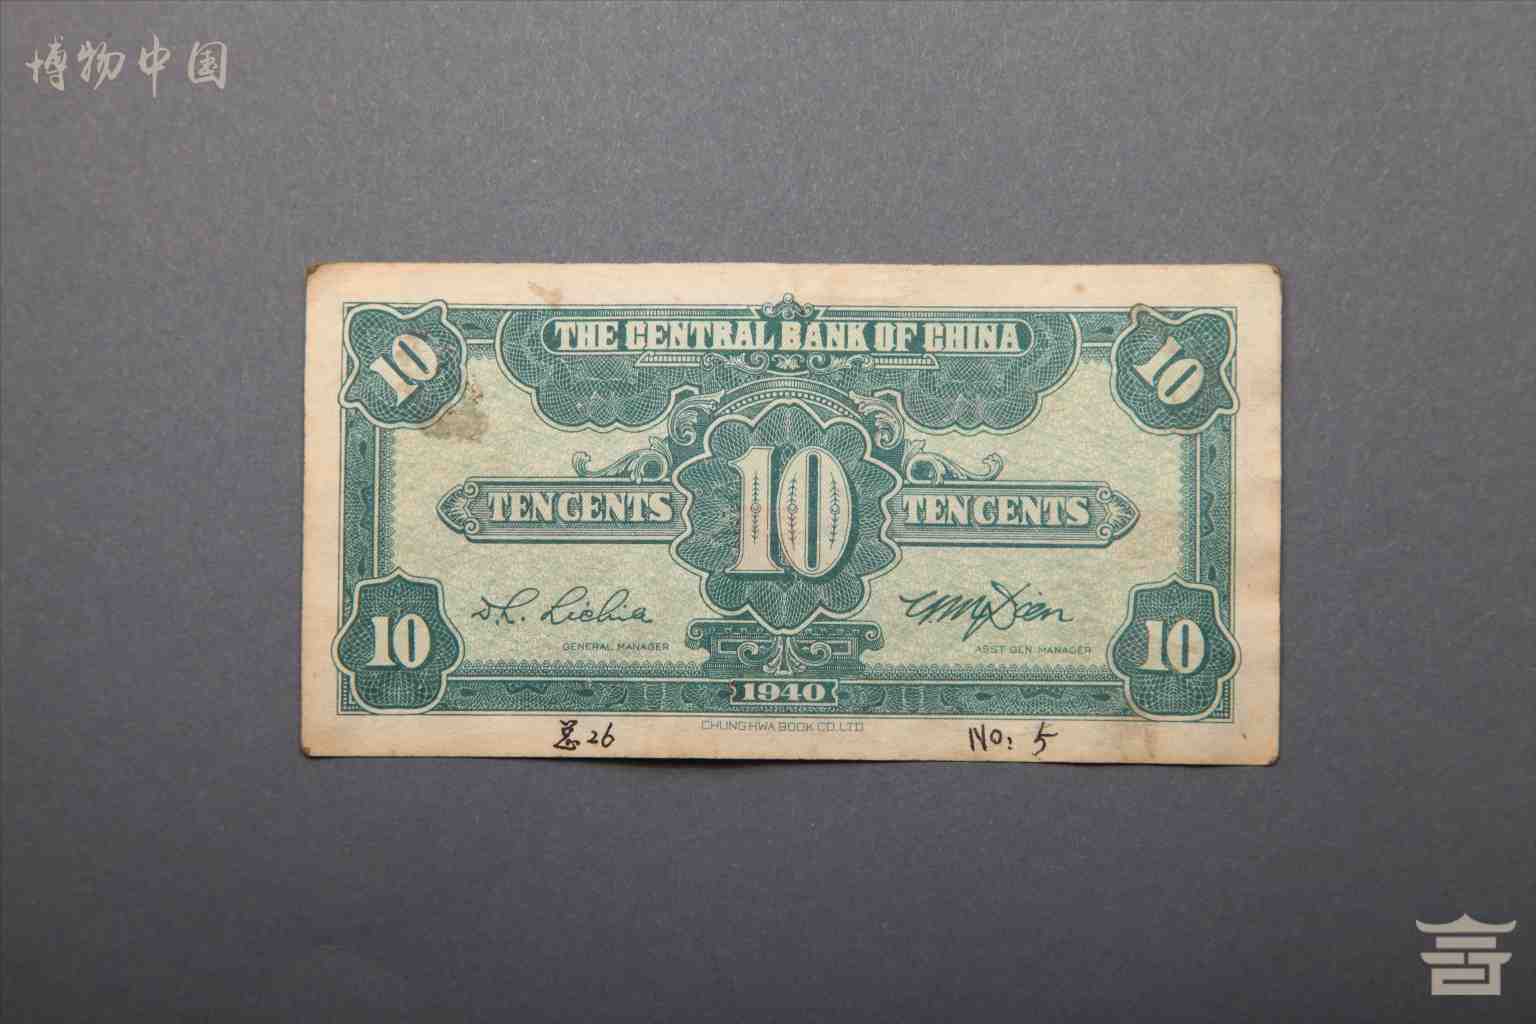 博物中国
THE CENTRAL BANK OF CHINA
10
10
10
TEN CENTS
TEN CENTS
GENERAL MANAGER
ASST GEN. MANAGER
10
10
1940
CHUNG HWA BOOK CO. LTD
总26
No: 5